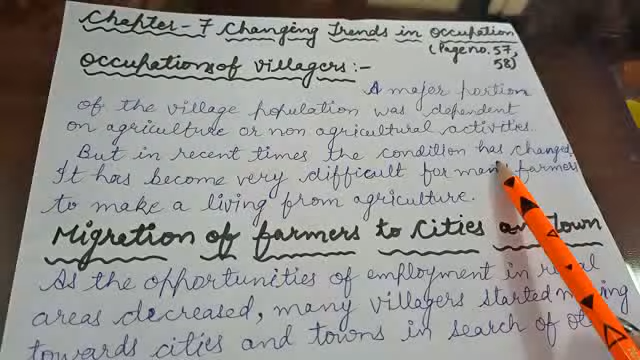 Chapter-7 Changing Trends in Occupation
(Page no. 57,
58)
Occupations of Villagers:-
A major portion
of the village population was dependent
on agriculture or non agricultural activities.
But in recent times the condition has changed
It has become very difficult for many farmers
to make a living from agriculture.
Migration of farmers to Cities and Town
As the opportunities of employment in rural
areas decreased, many villagers started moving
towards cities and towns in search of